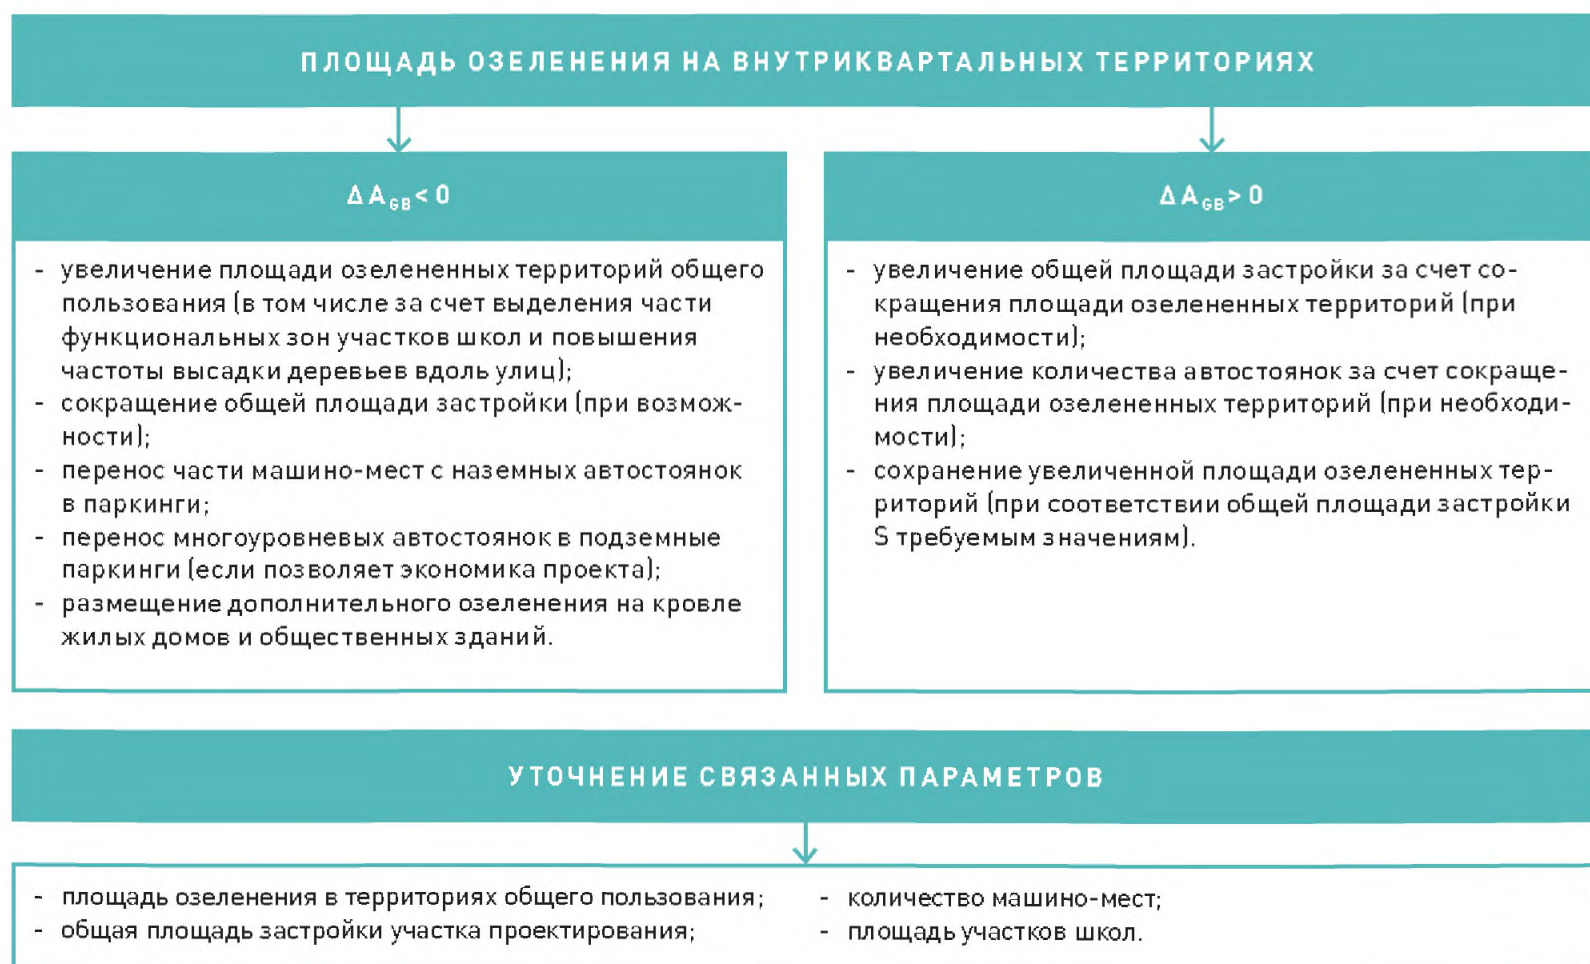 ПЛОЩАДЬ ОЗЕЛЕНЕНИЯ НА ВНУТРИКВАРТАЛЬНЫХ ТЕРРИТОРИЯХ
Δ A_GB < 0
- увеличение площади озелененных территорий общего
пользования (в том числе за счет выделения части
функциональных зон участков школ и повышения
частоты высадки деревьев вдоль улиц);
- сокращение общей площади застройки (при возмож-
ности);
- перенос части машино-мест с наземных автостоянок
в паркинги;
- перенос многоуровневых автостоянок в подземные
паркинги (если позволяет экономика проекта);
- размещение дополнительного озеленения на кровле
жилых домов и общественных зданий.
Δ A_GB > 0
- увеличение общей площади застройки за счет со-
кращения площади озелененных территорий (при
необходимости);
- увеличение количества автостоянок за счет сокраще-
ния площади озелененных территорий (при необходи-
мости);
- сохранение увеличенной площади озелененных тер-
риторий (при соответствии общей площади застройки
S требуемым значениям).
УТОЧНЕНИЕ СВЯЗАННЫХ ПАРАМЕТРОВ
- площадь озеленения в территориях общего пользования;
- общая площадь застройки участка проектирования;
- количество машино-мест;
- площадь участков школ.